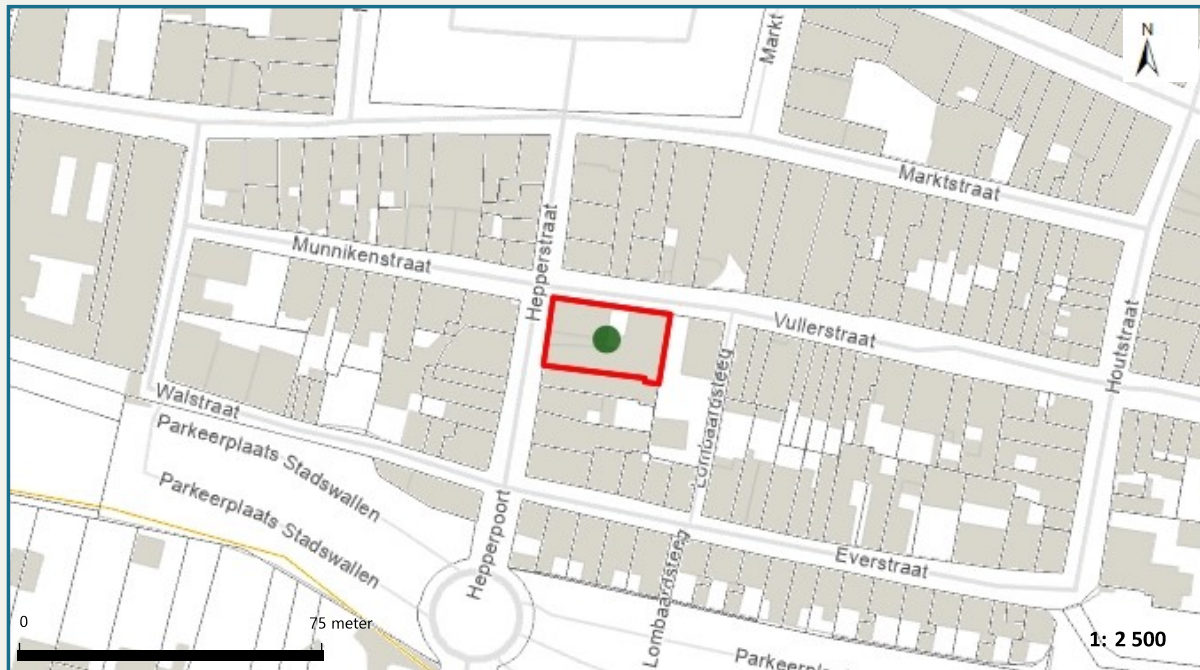 N
Markt
Marktstraat
Hepperstraat
Munnikenstraat
Vullerstraat
Houtstraat
Lombaardsteeg
Walstraat
Parkeerplaats Stadswallen
Parkeerplaats Stadswallen
Hepperpoort
Everstraat
Lombaardsteeg
0 75 meter
1: 2 500